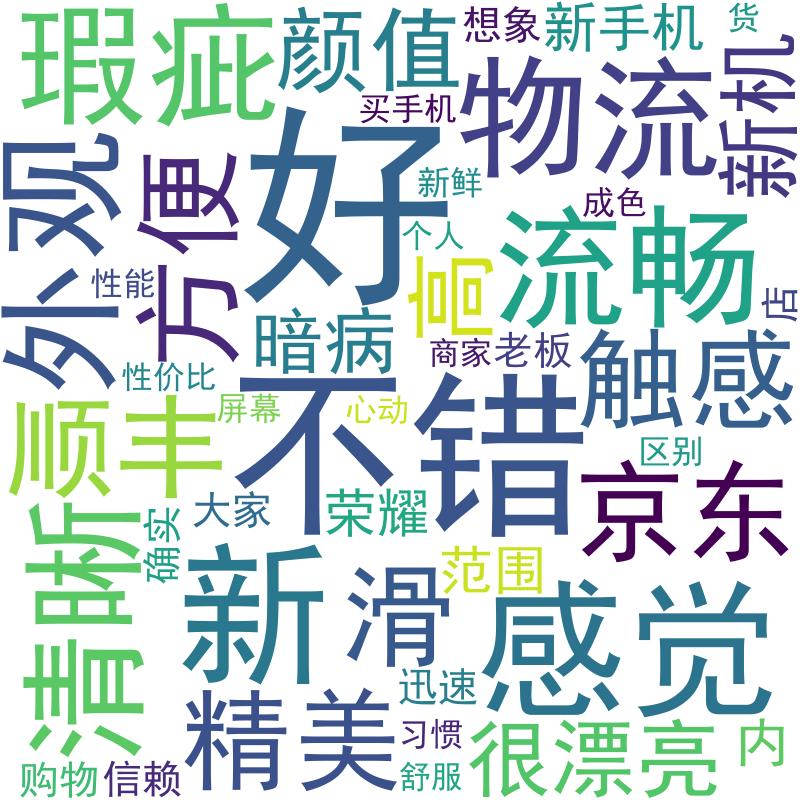 瑕疵
颜值
想象
新手机
货
买手机
物流
新机
外观
方便
好
新鲜
成色
个人
流畅
性能
高
店
暗病
商家
老板
触感
性价比
屏幕
心动
不错
顺丰
区别
京东
大家
荣耀
确实
清晰
新
滑
范围
感觉
精美
迅速
习惯
很漂亮
内
购物
信赖
舒服